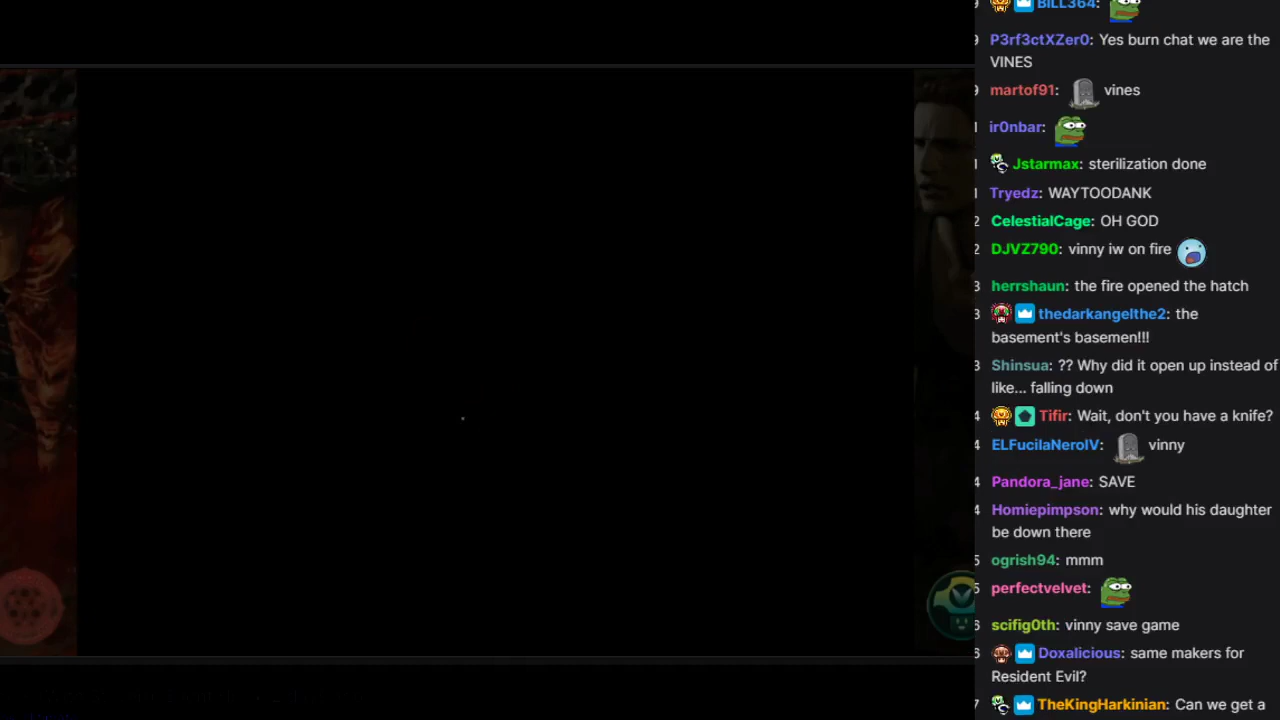 BILL364:
P3rf3ctXZer0: Yes burn chat we are the
VINES
martof91: vines
ir0nbar:
Jstarmax: sterilization done
Tryedz: WAYTOODANK
CelestialCage: OH GOD
DJVZ790: vinny iw on fire
herrshaun: the fire opened the hatch
thedarkangelthe2: the
basement's basemen!!!
Shinsua: ?? Why did it open up instead of
like... falling down
Tifir: Wait, don't you have a knife?
ELFucilaNeroIV: vinny
Pandora_jane: SAVE
Homiepimpson: why would his daughter
be down there
ogrish94: mmm
perfectvelvet:
scifig0th: vinny save game
Doxalicious: same makers for
Resident Evil?
TheKingHarkinian: Can we get a